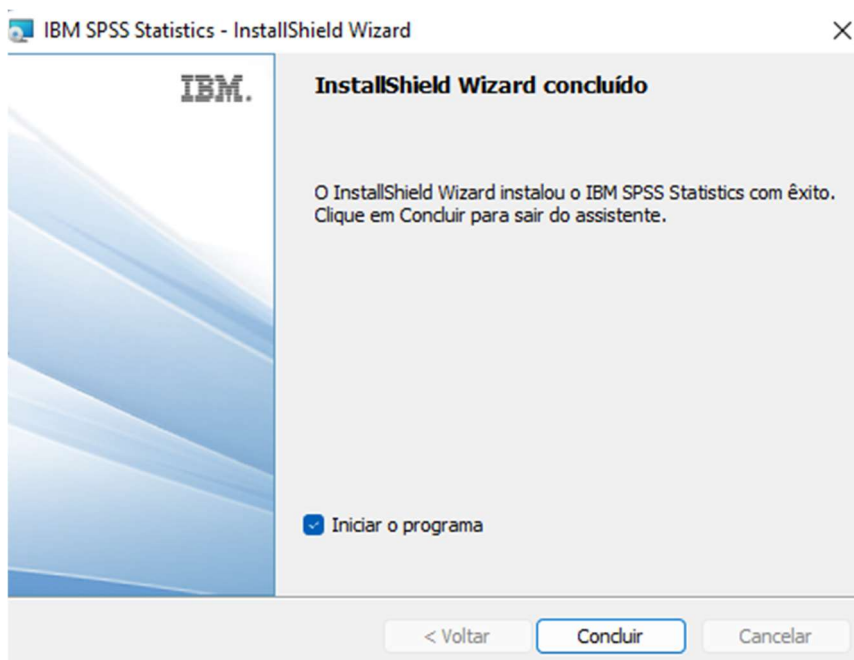 IBM SPSS Statistics - InstallShield Wizard
IBM.
InstallShield Wizard concluído
O InstallShield Wizard instalou o IBM SPSS Statistics com êxito.
Clique em Concluir para sair do assistente.
Iniciar o programa
< Voltar
Concluir
Cancelar